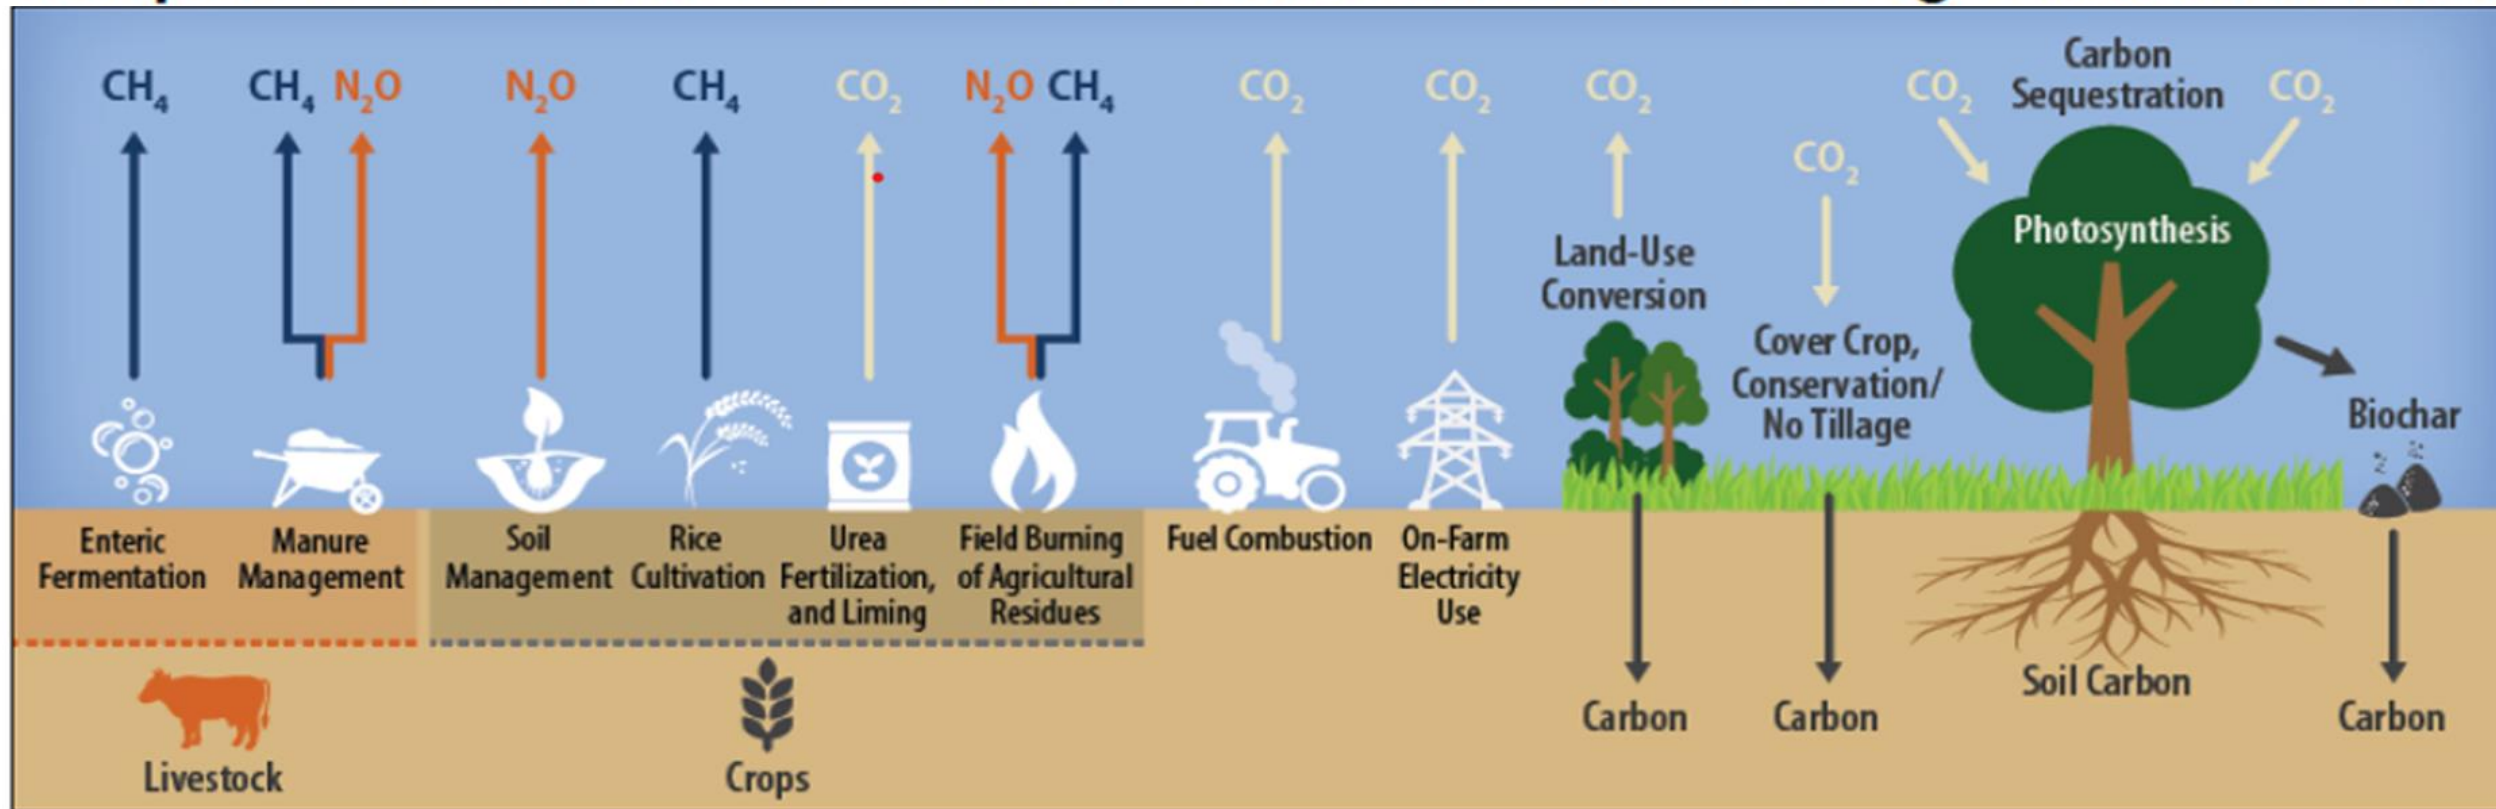 CH₄
CH₄ N₂O
N₂O
CH₄
CO₂
N₂O CH₄
CO₂
CO₂
CO₂
Land-Use
Conversion
CO₂
Cover Crop,
Conservation/
No Tillage
CO₂
Carbon
Sequestration
CO₂
Photosynthesis
Biochar
Enteric
Fermentation
Manure
Management
Soil
Management
Rice
Cultivation
Urea
Fertilization,
and Liming
Field Burning
of Agricultural
Residues
Fuel Combustion
On-Farm
Electricity
Use
Carbon
Carbon
Soil Carbon
Carbon
Livestock
Crops